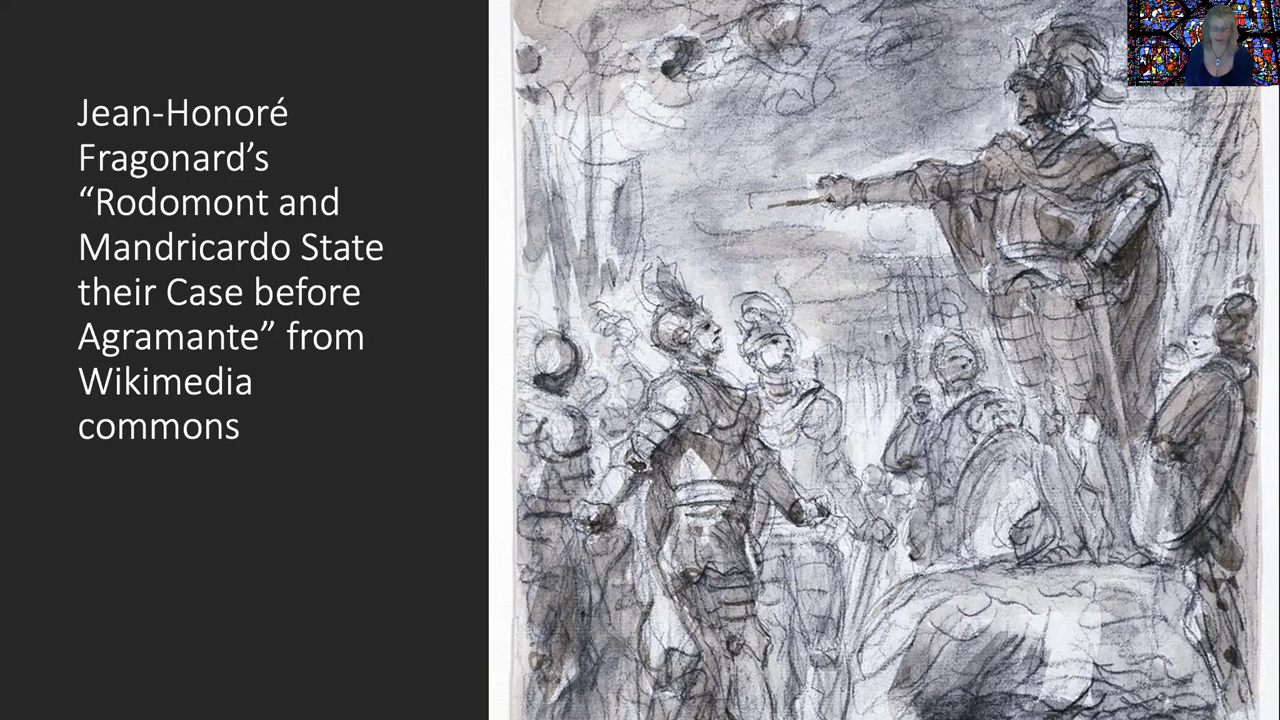 Jean-Honoré
Fragonard’s
“Rodomont and
Mandricardo State
their Case before
Agramante” from
Wikimedia
commons